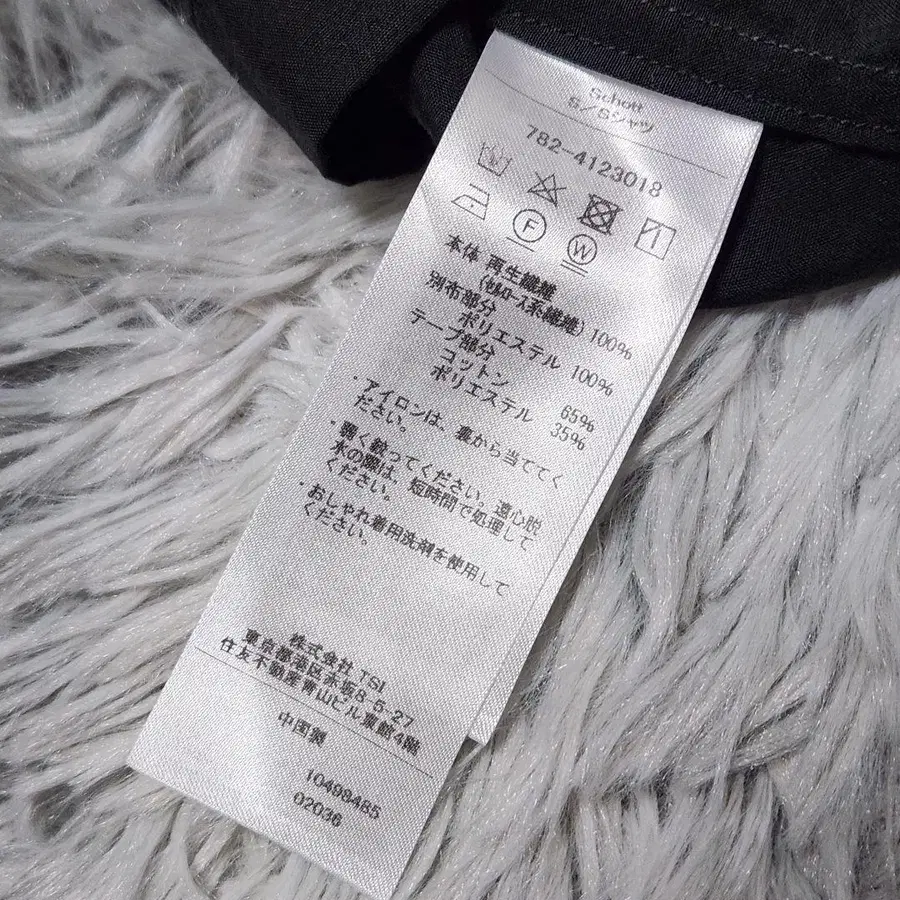 Schott
S/Sシャツ
782-4123018
F
W
本体 再生繊維
(セルロース系繊維) 100%
別布部分
ポリエステル 100%
テープ部分
コットン 65%
ポリエステル 35%
・アイロンは、裏から当ててく
ださい。
・弱く絞ってください。遠心脱
水の際は、短時間で処理して
ください。
・おしゃれ着用洗剤を使用して
ください。
株式会社 TSI
東京都港区赤坂8-5-27
住友不動産青山ビル東館4階
中国製
10498485
02036